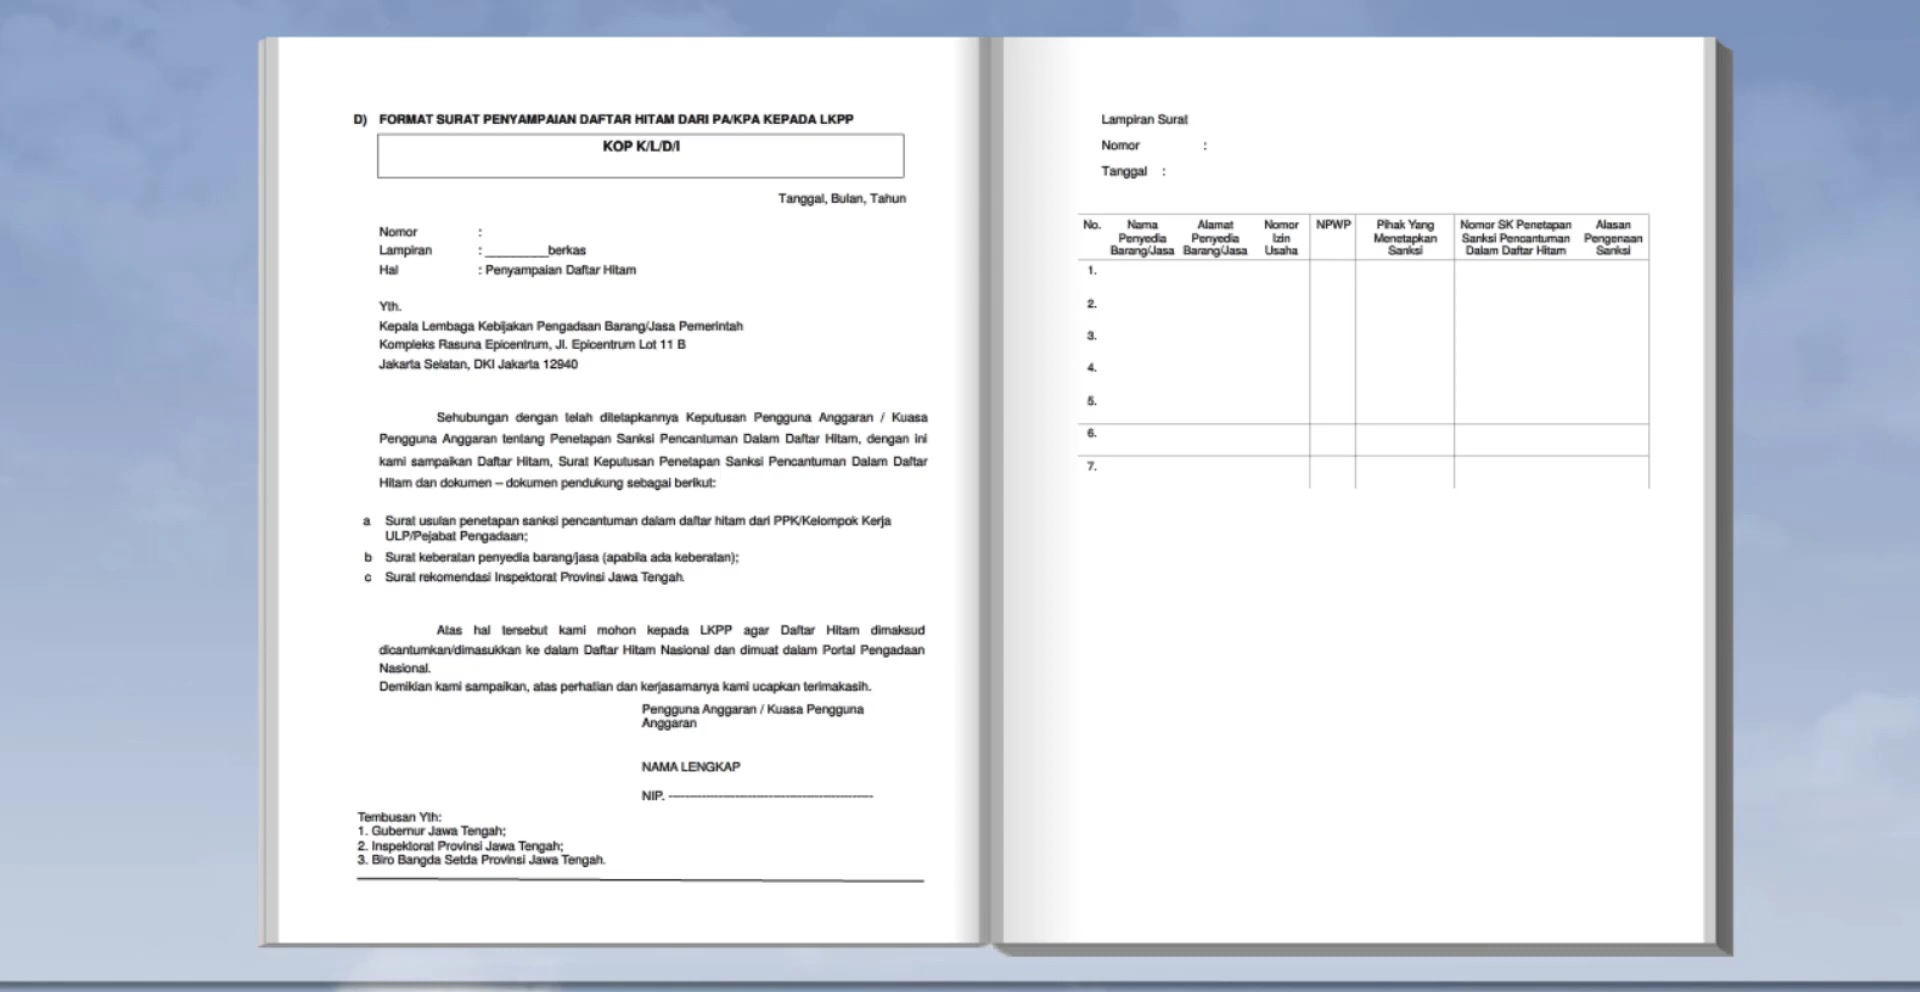 D) FORMAT SURAT PENYAMPAIAN DAFTAR HITAM DARI PA/KPA KEPADA LKPP
KOP K/L/D/I
Tanggal, Bulan, Tahun
Nomor :
Lampiran : _________berkas
Hal : Penyampaian Daftar Hitam
Yth.
Kepala Lembaga Kebijakan Pengadaan Barang/Jasa Pemerintah
Kompleks Rasuna Epicentrum, Jl. Epicentrum Lot 11 B
Jakarta Selatan, DKI Jakarta 12940
Sehubungan dengan telah ditetapkannya Keputusan Pengguna Anggaran / Kuasa
Pengguna Anggaran tentang Penetapan Sanksi Pencantuman Dalam Daftar Hitam, dengan ini
kami sampaikan Daftar Hitam, Surat Keputusan Penetapan Sanksi Pencantuman Dalam Daftar
Hitam dan dokumen – dokumen pendukung sebagai berikut:
a Surat usulan penetapan sanksi pencantuman dalam daftar hitam dari PPK/Kelompok Kerja
ULP/Pejabat Pengadaan;
b Surat keberatan penyedia barang/jasa (apabila ada keberatan);
c Surat rekomendasi Inspektorat Provinsi Jawa Tengah.
Atas hal tersebut kami mohon kepada LKPP agar Daftar Hitam dimaksud
dicantumkan/dimasukkan ke dalam Daftar Hitam Nasional dan dimuat dalam Portal Pengadaan
Nasional.
Demikian kami sampaikan, atas perhatian dan kerjasamanya kami ucapkan terimakasih.
Pengguna Anggaran / Kuasa Pengguna
Anggaran
NAMA LENGKAP
NIP. ------------------------------------------------
Tembusan Yth:
1. Gubernur Jawa Tengah;
2. Inspektorat Provinsi Jawa Tengah;
3. Biro Bangda Setda Provinsi Jawa Tengah.
Lampiran Surat
Nomor :
Tanggal :
No. Nama Alamat Nomor NPWP Pihak Yang Nomor SK Penetapan Alasan
Penyedia Penyedia Izin Menetapkan Sanksi Pencantuman Pengenaan
Barang/Jasa Barang/Jasa Usaha Sanksi Dalam Daftar Hitam Sanksi
1.
2.
3.
4.
5.
6.
7.